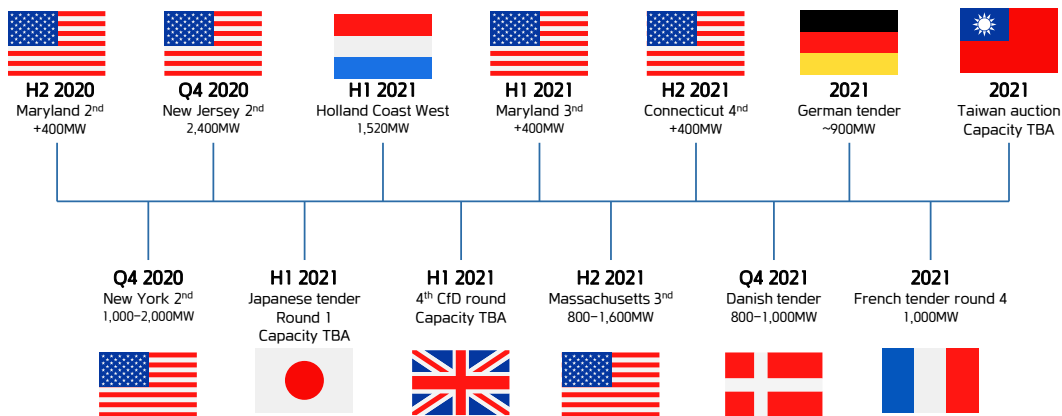 H2 2020
Maryland 2nd
+400MW
Q4 2020
New Jersey 2nd
2,400MW
H1 2021
Holland Coast West
1,520MW
H1 2021
Maryland 3nd
+400MW
H2 2021
Connecticut 4nd
+400MW
2021
German tender
~900MW
2021
Taiwan auction
Capacity TBA
Q4 2020
New York 2nd
1,000–2,000MW
H1 2021
Japanese tender
Round 1
Capacity TBA
H1 2021
4th CfD round
Capacity TBA
H2 2021
Massachusetts 3nd
800–1,600MW
Q4 2021
Danish tender
800–1,000MW
2021
French tender round 4
1,000MW